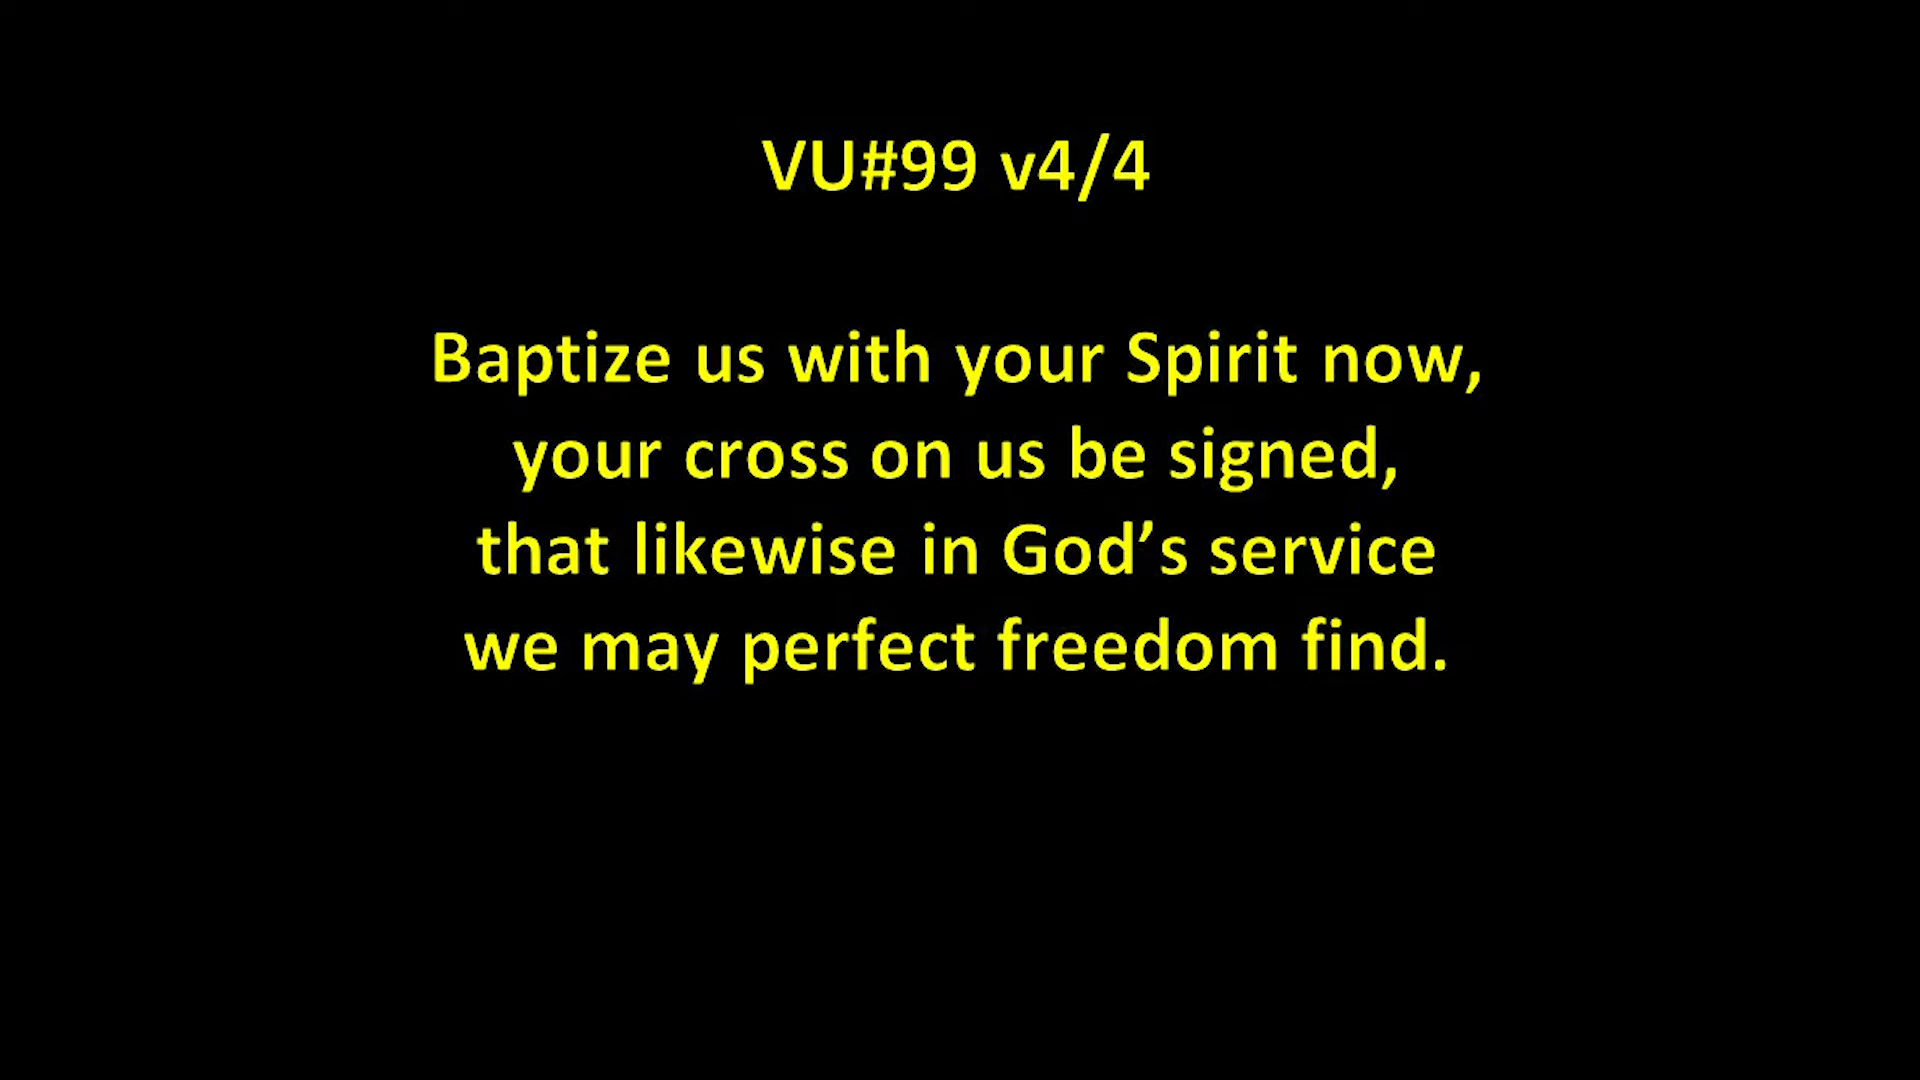 VU#99 v4/4
Baptize us with your Spirit now,
your cross on us be signed,
that likewise in God’s service
we may perfect freedom find.